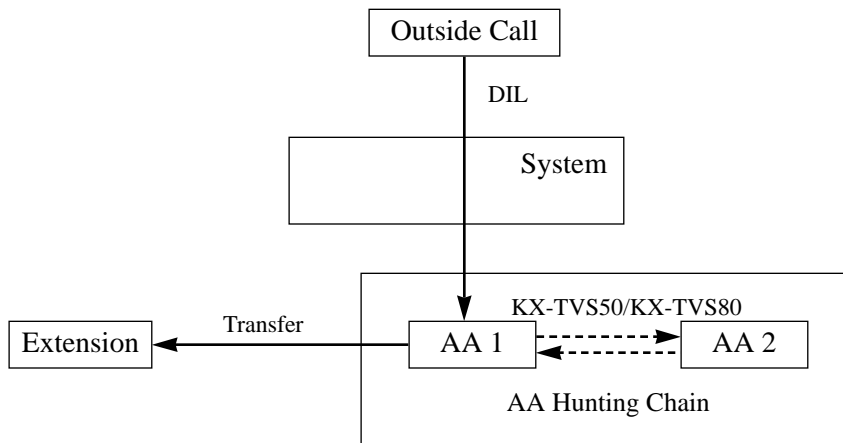 Outside Call
DIL
System
KX-TVS50/KX-TVS80
Transfer
Extension
AA 1
AA 2
AA Hunting Chain